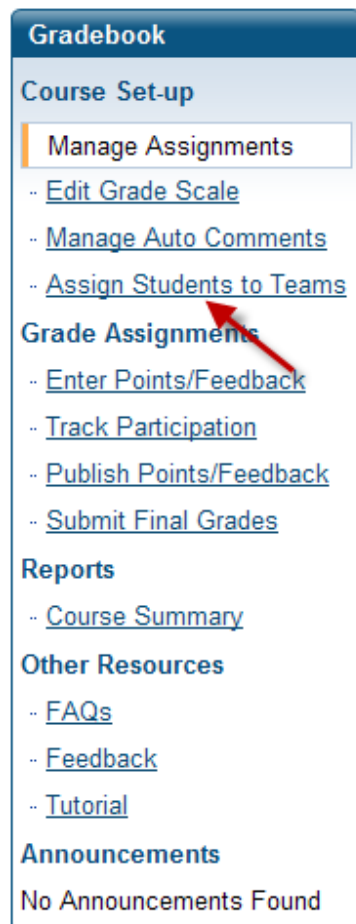 Gradebook
Course Set-up
Manage Assignments
Edit Grade Scale
Manage Auto Comments
Assign Students to Teams
Grade Assignments
Enter Points/Feedback
Track Participation
Publish Points/Feedback
Submit Final Grades
Reports
Course Summary
Other Resources
FAQs
Feedback
Tutorial
Announcements
No Announcements Found